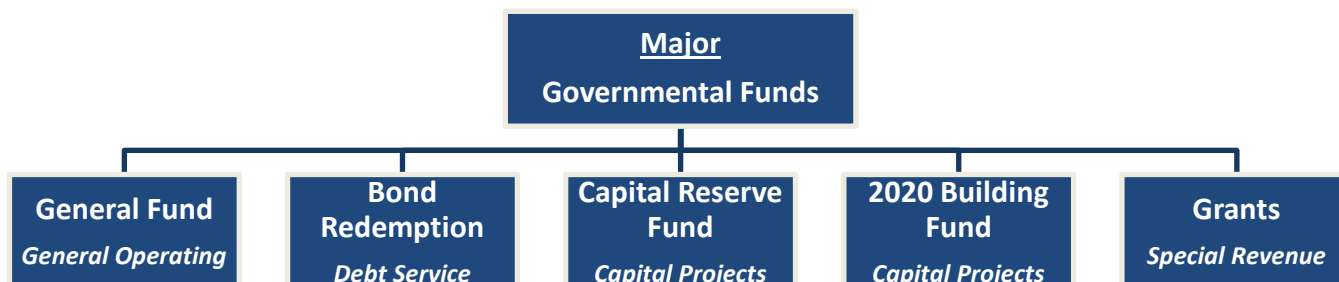 Major
Governmental Funds
General Fund
General Operating
Bond
Redemption
Debt Service
Capital Reserve
Fund
Capital Projects
2020 Building
Fund
Capital Projects
Grants
Special Revenue